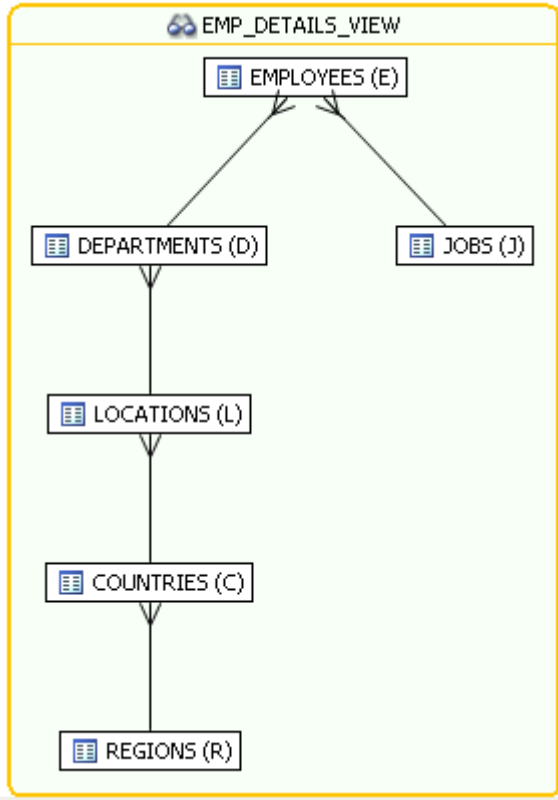 EMP_DETAILS_VIEW
EMPLOYEES (E)
DEPARTMENTS (D)
JOBS (J)
LOCATIONS (L)
COUNTRIES (C)
REGIONS (R)